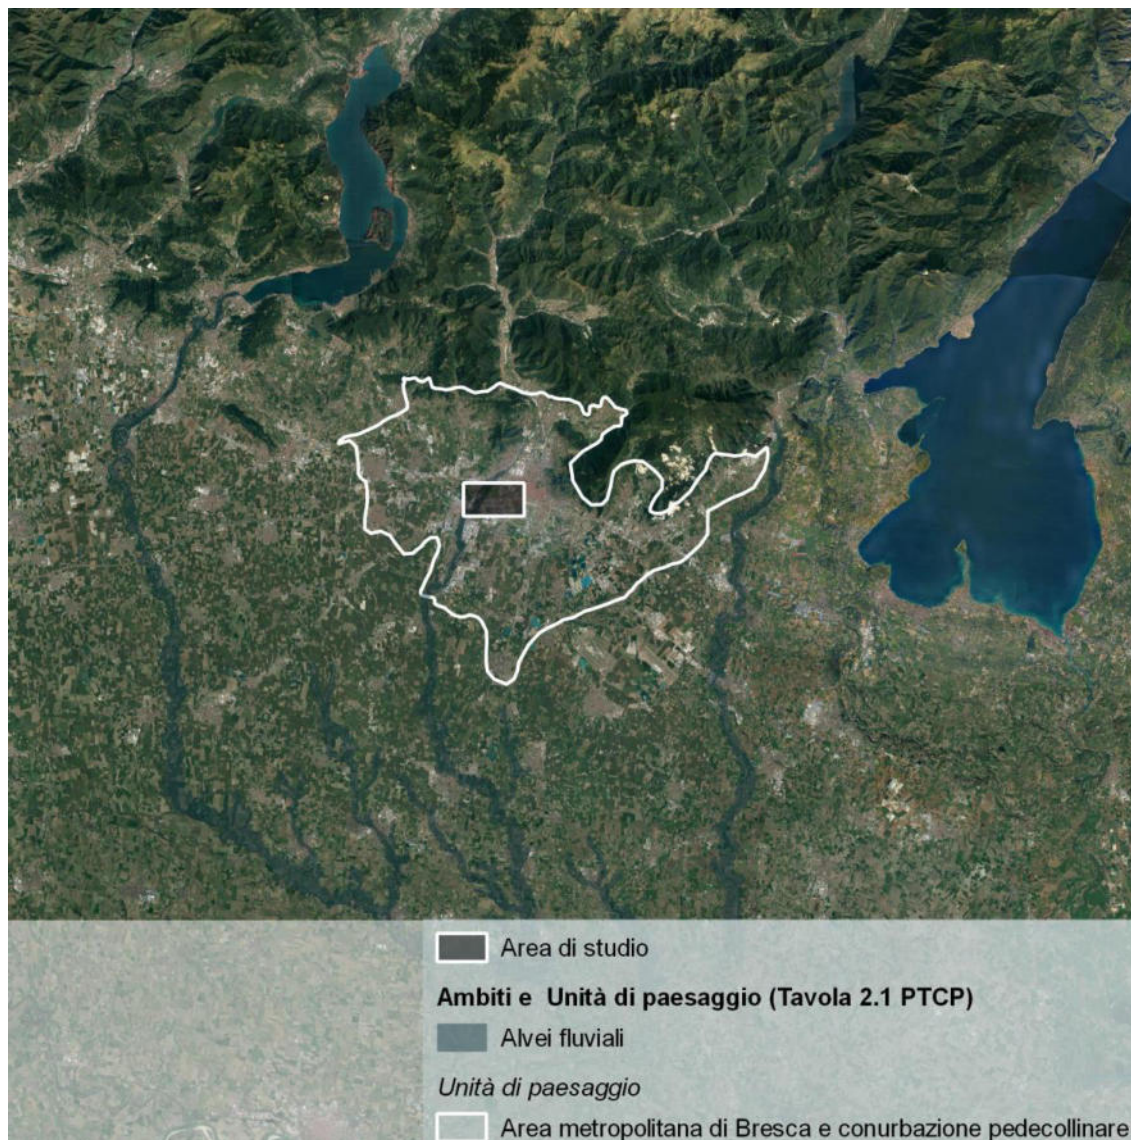 Area di studio
Ambiti e Unità di paesaggio (Tavola 2.1 PTCP)
Alvei fluviali
Unità di paesaggio
Area metropolitana di Bresca e conurbazione pedecollinare